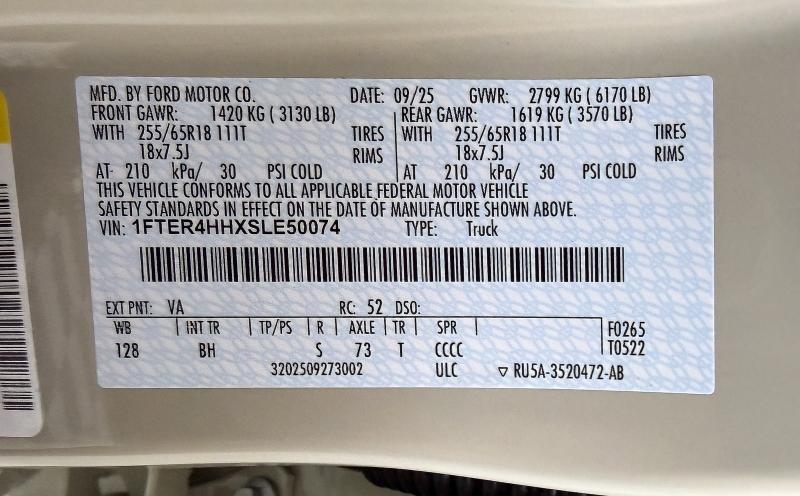 MFD. BY FORD MOTOR CO. DATE: 09/25 GVWR: 2799 KG ( 6170 LB)
FRONT GAWR: 1420 KG ( 3130 LB) REAR GAWR: 1619 KG ( 3570 LB)
WITH 255/65R18 111T TIRES WITH 255/65R18 111T TIRES
18x7.5J RIMS 18x7.5J RIMS
AT- 210 kPa/ 30 PSI COLD AT- 210 kPa/ 30 PSI COLD
THIS VEHICLE CONFORMS TO ALL APPLICABLE FEDERAL MOTOR VEHICLE
SAFETY STANDARDS IN EFFECT ON THE DATE OF MANUFACTURE SHOWN ABOVE.
VIN: 1FTER4HHXSLE50074 TYPE: Truck
EXT PNT: VA RC: 52 DSO:
WB | INT TR | TP/PS | R | AXLE | TR | SPR | F0265
128 BH S 73 T CCCC T0522
3202509273002 ULC ▽ RU5A-3520472-AB